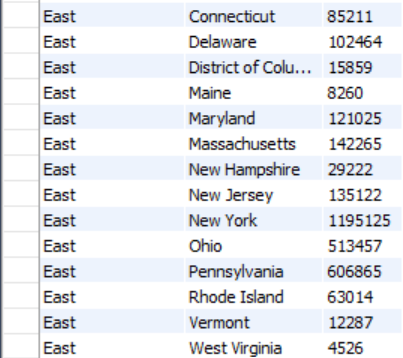 East Connecticut 85211
East Delaware 102464
East District of Colu... 15859
East Maine 8260
East Maryland 121025
East Massachusetts 142265
East New Hampshire 29222
East New Jersey 135122
East New York 1195125
East Ohio 513457
East Pennsylvania 606865
East Rhode Island 63014
East Vermont 12287
East West Virginia 4526